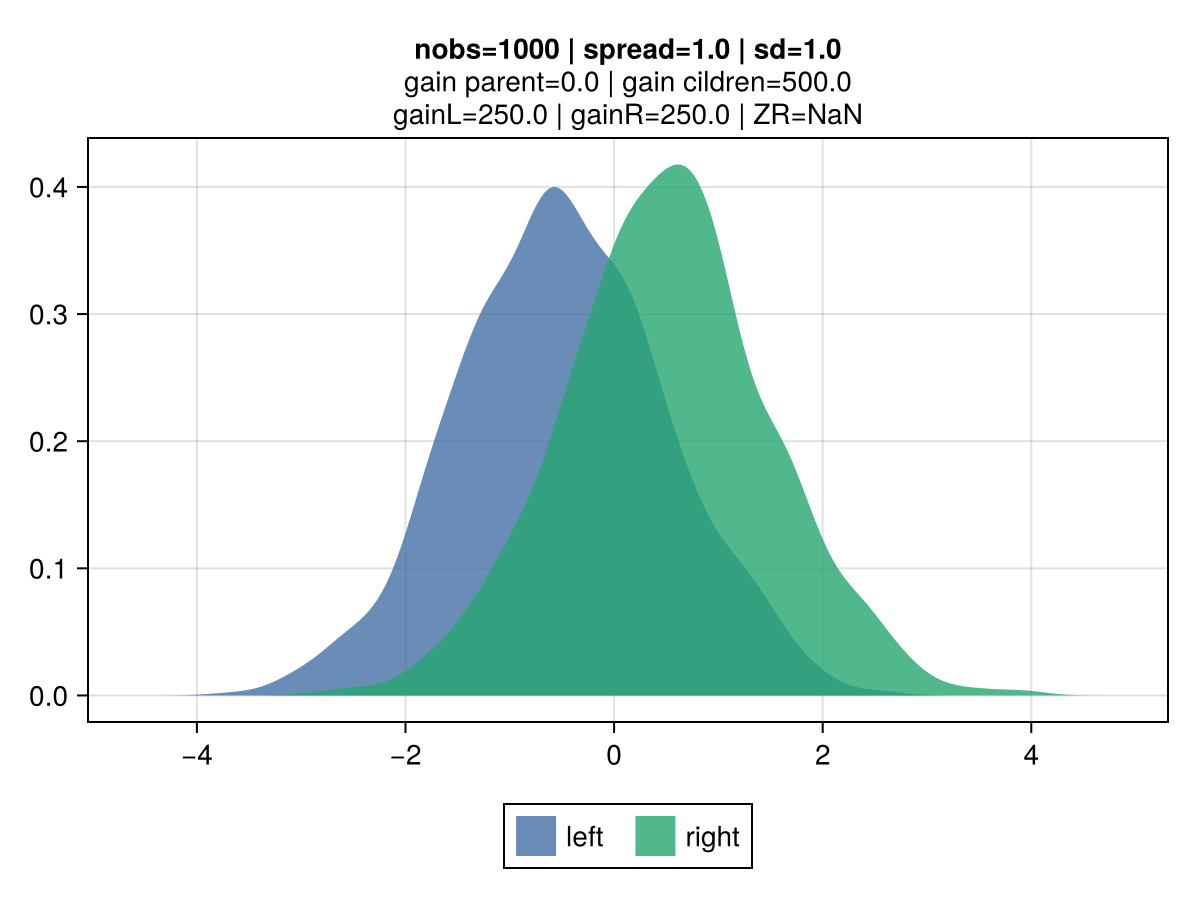 nobs=1000 | spread=1.0 | sd=1.0
gain parent=0.0 | gain cildren=500.0
gainL=250.0 | gainR=250.0 | ZR=NaN
0.4
0.3
0.2
0.1
0.0
−4 −2 0 2 4
left right